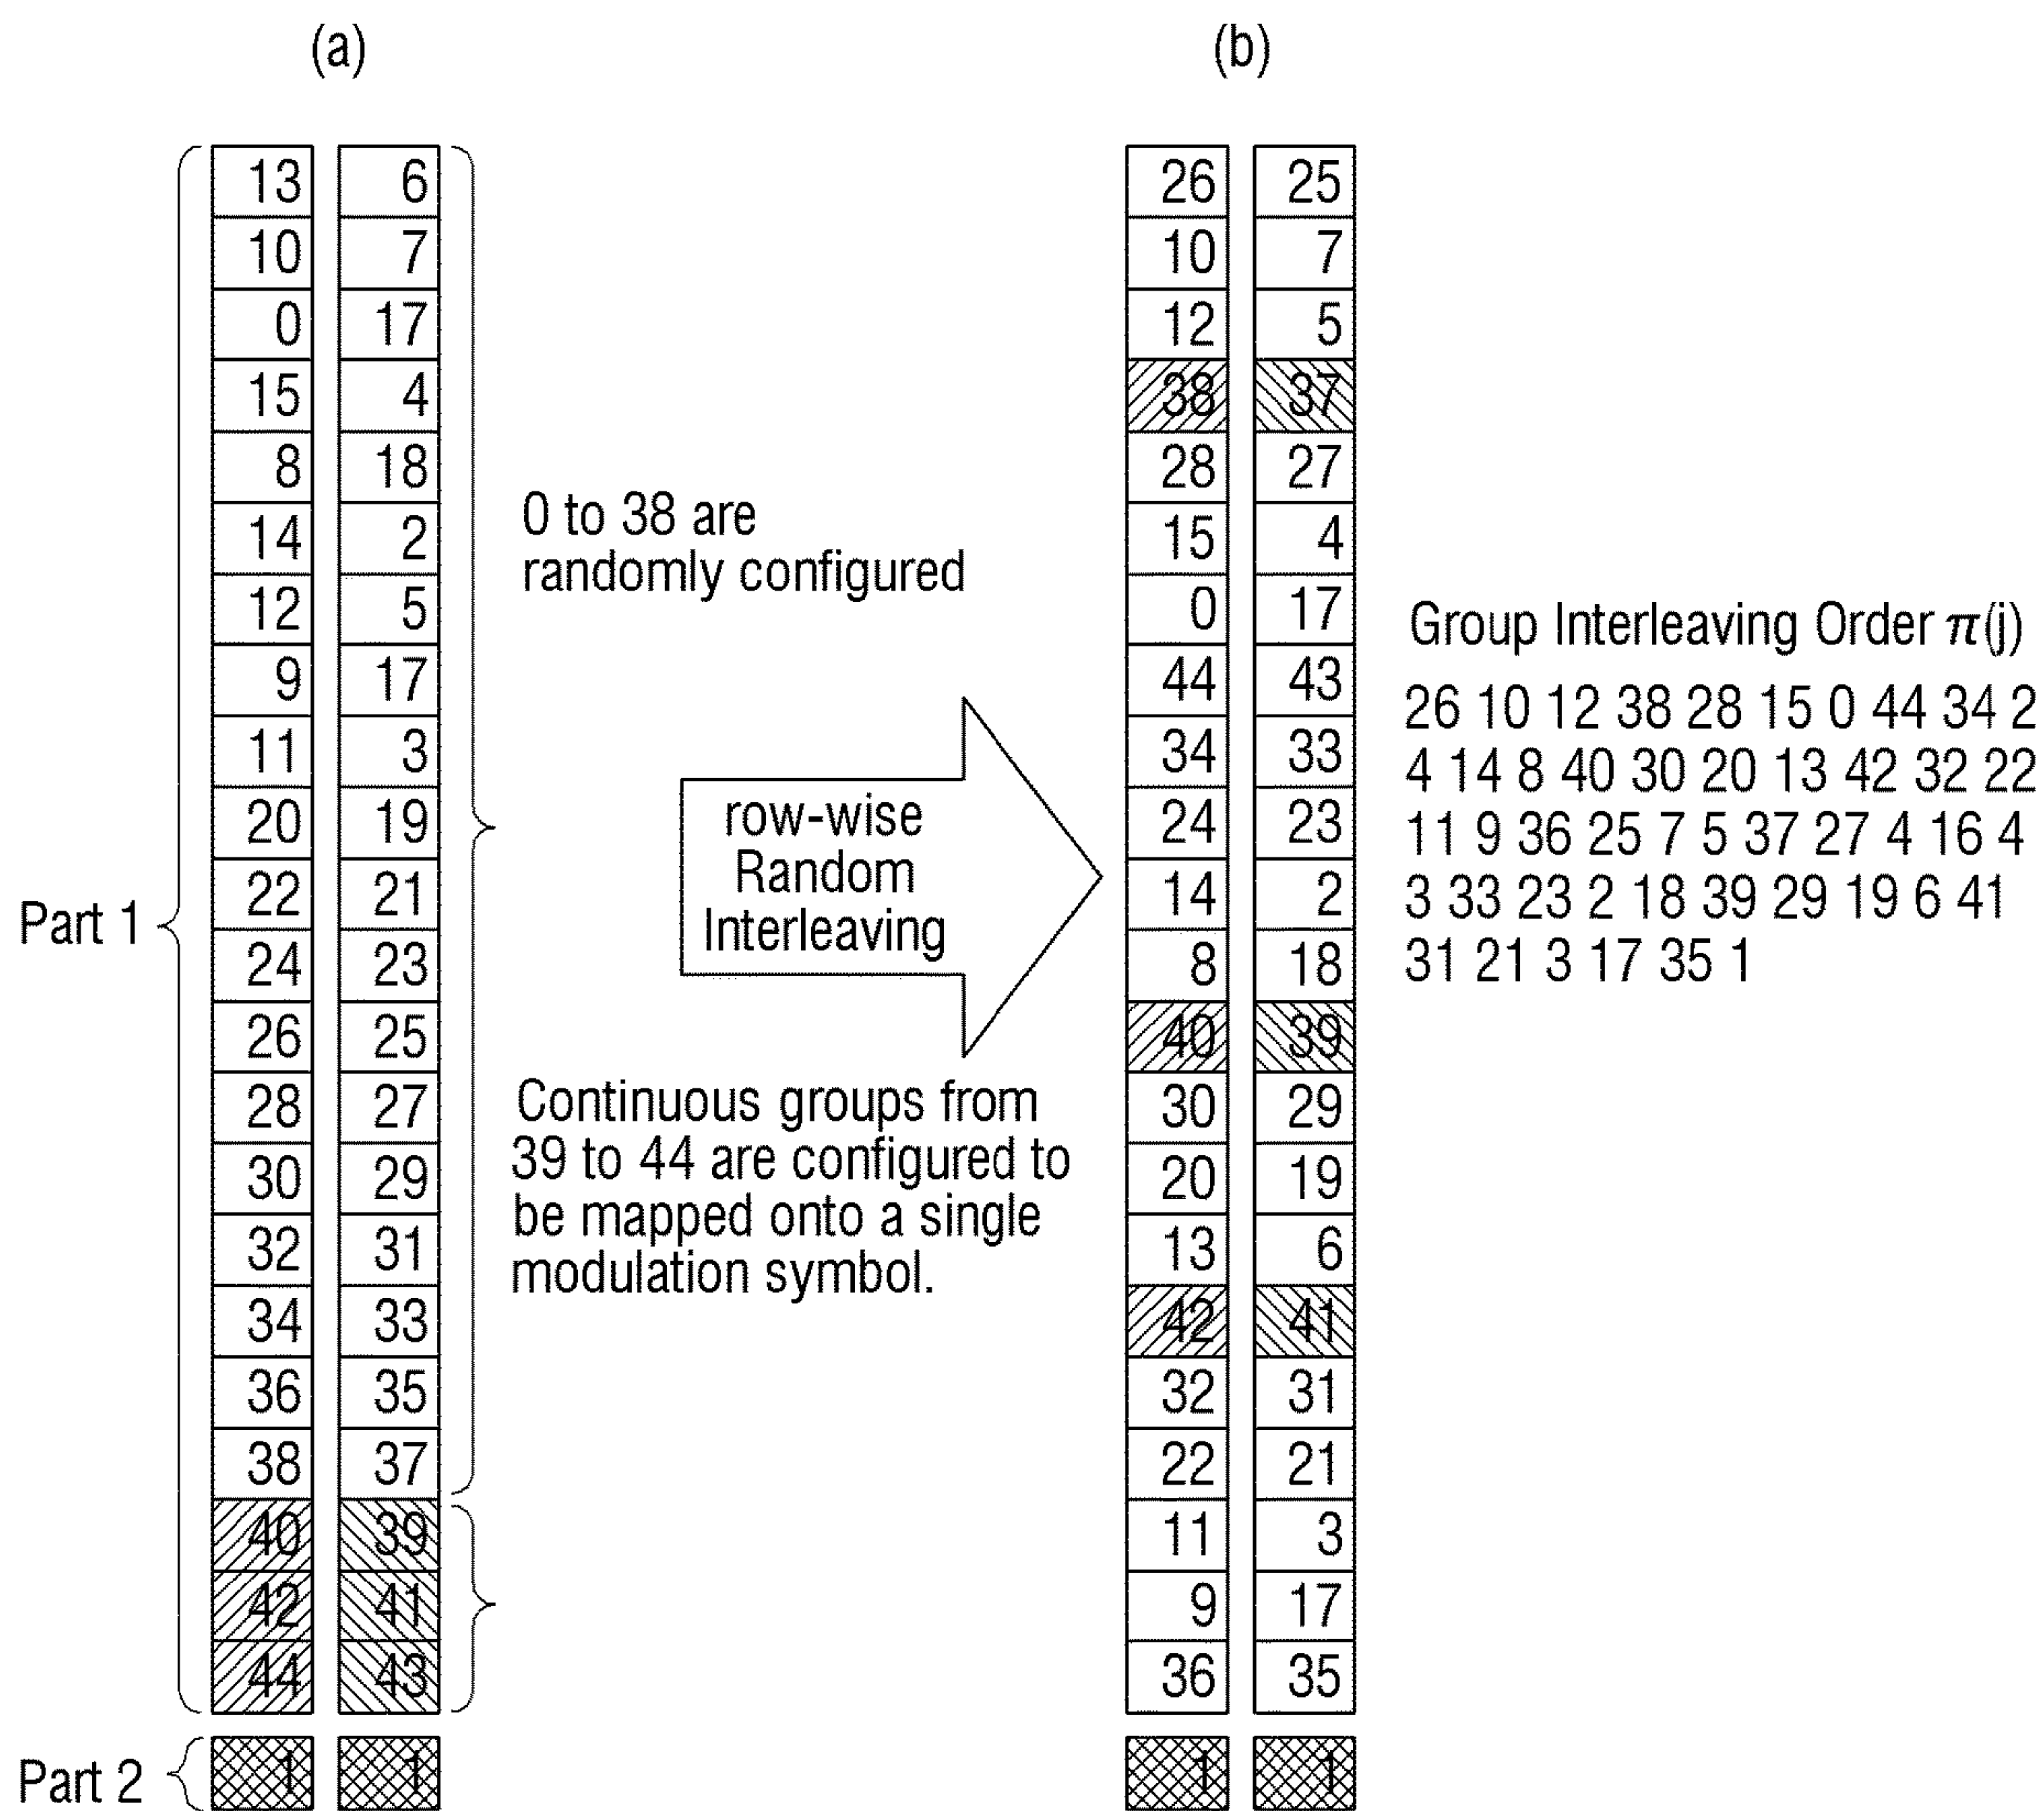 (a)
(b)
13 6
10 7
0 17
15 4
8 18
14 2
12 5
9 17
11 3
20 19
22 21
24 23
26 25
28 27
30 29
32 31
34 33
36 35
38 37
40 39
42 41
44 43
1 1
Part 1
Part 2
0 to 38 are
randomly configured
row-wise
Random
Interleaving
Continuous groups from
39 to 44 are configured to
be mapped onto a single
modulation symbol.
26 25
10 7
12 5
38 37
28 27
15 4
0 17
44 43
34 33
24 23
14 2
8 18
40 39
30 29
20 19
13 6
42 41
32 31
22 21
11 3
9 17
36 35
1 1
Group Interleaving Order π(j)
26 10 12 38 28 15 0 44 34 2
4 14 8 40 30 20 13 42 32 22
11 9 36 25 7 5 37 27 4 16 4
3 33 23 2 18 39 29 19 6 41
31 21 3 17 35 1